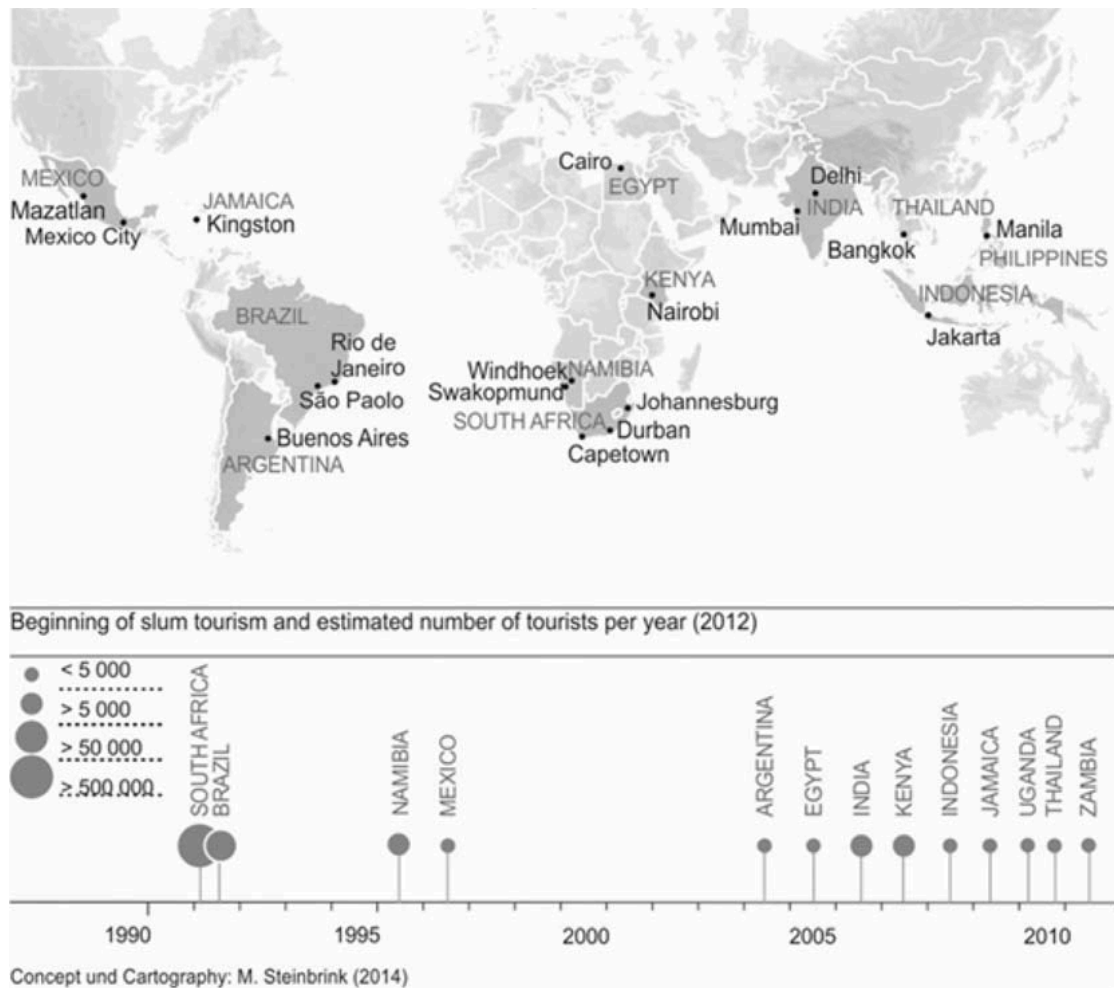 MEXICO
Mazatlan
Mexico City
JAMAICA
Kingston
BRAZIL
Rio de
Janeiro
São Paolo
Buenos Aires
ARGENTINA
Cairo
EGYPT
KENYA
Nairobi
Windhoek
NAMIBIA
Swakopmund
SOUTH AFRICA
Johannesburg
Durban
Capetown
Delhi
Mumbai
INDIA
THAILAND
Bangkok
Manila
PHILIPPINES
INDONESIA
Jakarta
Beginning of slum tourism and estimated number of tourists per year (2012)
< 5 000
> 5 000
> 50 000
> 500 000
SOUTH AFRICA
BRAZIL
NAMIBIA
MEXICO
ARGENTINA
EGYPT
INDIA
KENYA
INDONESIA
JAMAICA
UGANDA
THAILAND
ZAMBIA
1990 1995 2000 2005 2010
Concept und Cartography: M. Steinbrink (2014)